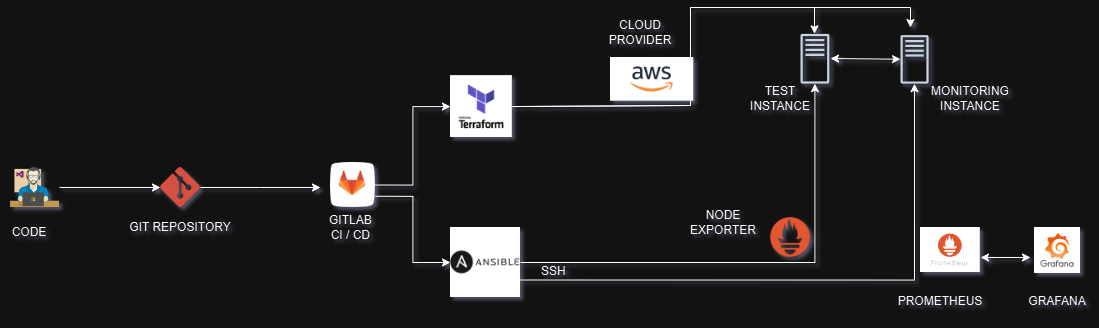 CLOUD
PROVIDER
aws
TEST
INSTANCE
MONITORING
INSTANCE
HashiCorp
Terraform
CODE
GIT REPOSITORY
GITLAB
CI / CD
ANSIBLE
SSH
NODE
EXPORTER
Prometheus
Grafana
PROMETHEUS
GRAFANA